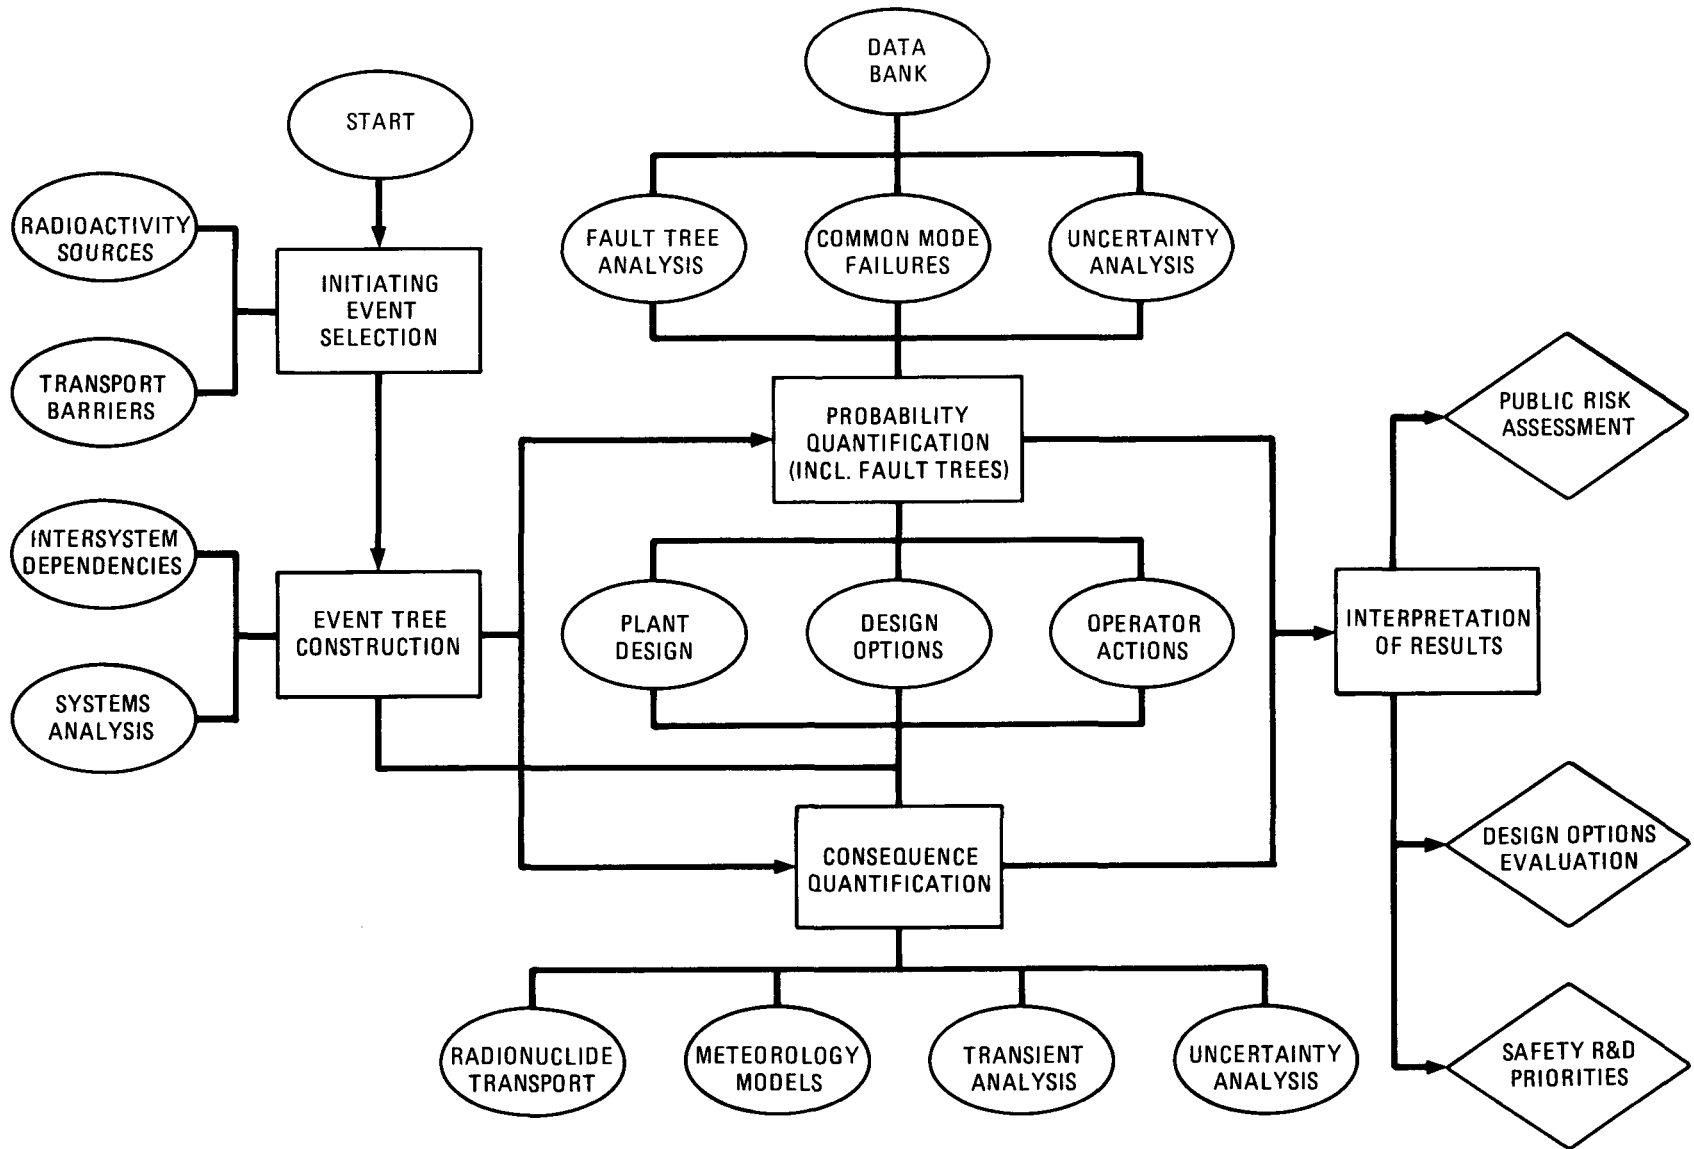 DATA
BANK
START
RADIOACTIVITY
SOURCES
FAULT TREE
ANALYSIS
COMMON MODE
FAILURES
UNCERTAINTY
ANALYSIS
INITIATING
EVENT
SELECTION
TRANSPORT
BARRIERS
PROBABILITY
QUANTIFICATION
(INCL. FAULT TREES)
PUBLIC RISK
ASSESSMENT
INTERSYSTEM
DEPENDENCIES
EVENT TREE
CONSTRUCTION
PLANT
DESIGN
DESIGN
OPTIONS
OPERATOR
ACTIONS
INTERPRETATION
OF RESULTS
SYSTEMS
ANALYSIS
CONSEQUENCE
QUANTIFICATION
DESIGN OPTIONS
EVALUATION
RADIONUCLIDE
TRANSPORT
METEOROLOGY
MODELS
TRANSIENT
ANALYSIS
UNCERTAINTY
ANALYSIS
SAFETY R&D
PRIORITIES